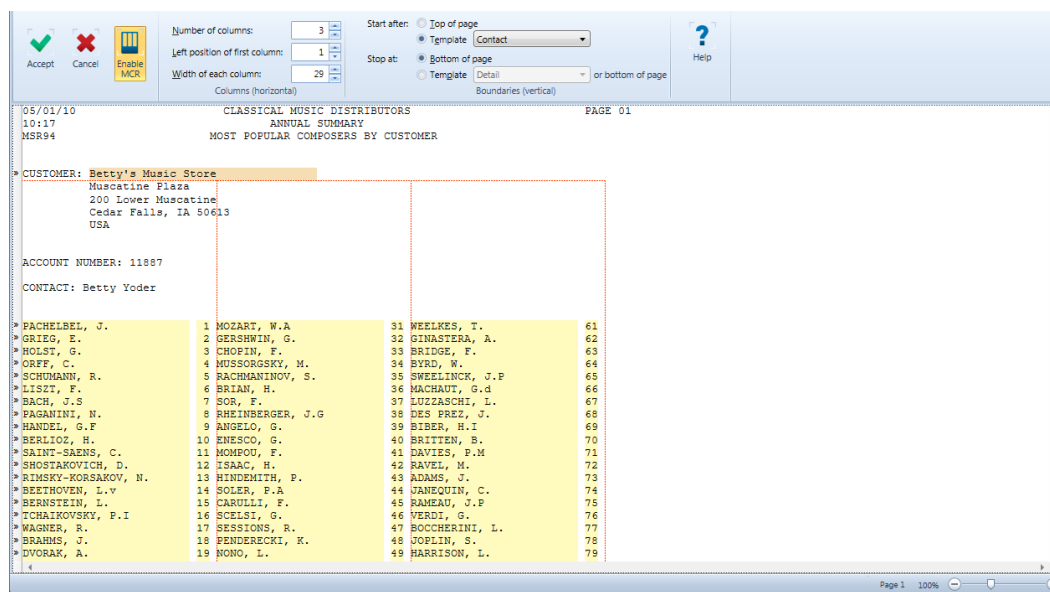 Accept
Cancel
Enable MCR
Number of columns: 3
Left position of first column: 1
Width of each column: 29
Columns (horizontal)
Start after: Top of page
Template Contact
Stop at: Bottom of page
Template Detail or bottom of page
Boundaries (vertical)
Help
05/01/10 CLASSICAL MUSIC DISTRIBUTORS PAGE 01
10:17 ANNUAL SUMMARY
MSR94 MOST POPULAR COMPOSERS BY CUSTOMER
» CUSTOMER: Betty's Music Store
Muscatine Plaza
200 Lower Muscatine
Cedar Falls, IA 50613
USA
ACCOUNT NUMBER: 11887
CONTACT: Betty Yoder
» PACHELBEL, J. 1 MOZART, W.A 31 WEELKES, T. 61
» GRIEG, E. 2 GERSHWIN, G. 32 GINASTERA, A. 62
» HOLST, G. 3 CHOPIN, F. 33 BRIDGE, F. 63
» ORFF, C. 4 MUSSORGSKY, M. 34 BYRD, W. 64
» SCHUMANN, R. 5 RACHMANINOV, S. 35 SWEELINCK, J.P 65
» LISZT, F. 6 BRIAN, H. 36 MACHAUT, G.d 66
» BACH, J.S 7 SOR, F. 37 LUZZASCHI, L. 67
» PAGANINI, N. 8 RHEINBERGER, J.G 38 DES PREZ, J. 68
» HANDEL, G.F 9 ANGELO, G. 39 BIBER, H.I 69
» BERLIOZ, H. 10 ENESCO, G. 40 BRITTEN, B. 70
» SAINT-SAENS, C. 11 MOMPOU, F. 41 DAVIES, P.M 71
» SHOSTAKOVICH, D. 12 ISAAC, H. 42 RAVEL, M. 72
» RIMSKY-KORSAKOV, N. 13 HINDEMITH, P. 43 ADAMS, J. 73
» BEETHOVEN, L.v 14 SOLER, P.A 44 JANEQUIN, C. 74
» BERNSTEIN, L. 15 CARULLI, F. 45 RAMEAU, J.P 75
» TCHAIKOVSKY, P.I 16 SCELSI, G. 46 VERDI, G. 76
» WAGNER, R. 17 SESSIONS, R. 47 BOCCHERINI, L. 77
» BRAHMS, J. 18 PENDERECKI, K. 48 JOPLIN, S. 78
» DVORAK, A. 19 NONO, L. 49 HARRISON, L. 79
Page 1 100%